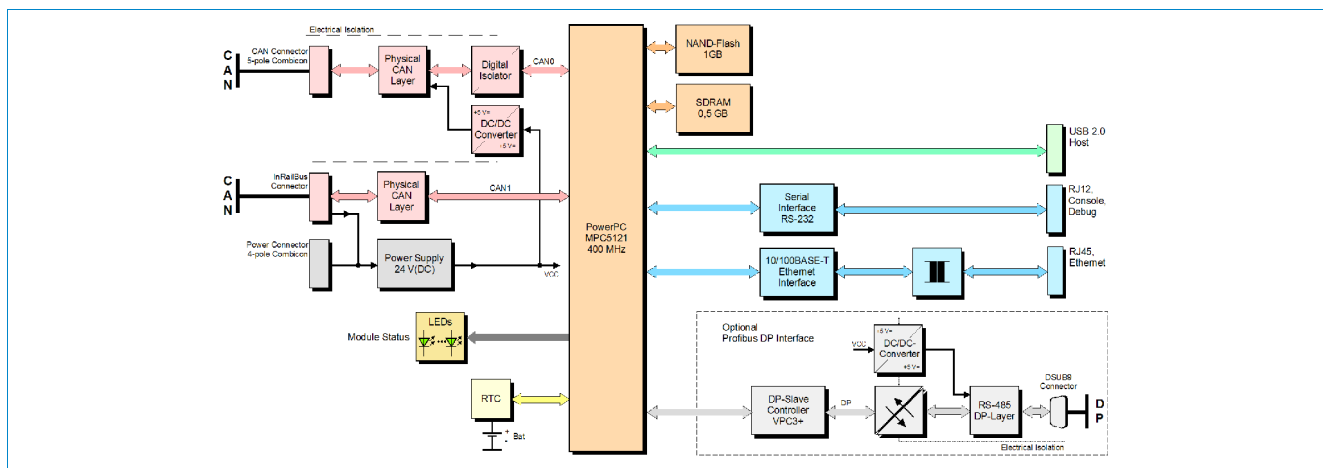 Electrical Isolation
C
A
N
CAN Connector
5-pole Combicon
Physical
CAN
Layer
Digital
Isolator
CAN0
+5 V=
DC/DC
Converter
+5 V=
C
A
N
InRailBus
Connector
Physical
CAN
Layer
CAN1
Power Connector
4-pole Combicon
Power Supply
24 V(DC)
VCC
Module Status
LEDs
RTC
+
-
Bat
PowerPC
MPC5121
400 MHz
NAND-Flash
1GB
SDRAM
0,5 GB
USB 2.0
Host
Serial
Interface
RS-232
RJ12,
Console,
Debug
10/100BASE-T
Ethernet
Interface
RJ45,
Ethernet
Optional
Profibus DP Interface
VCC
+5 V=
DC/DC-
Converter
+5 V=
DP-Slave
Controller
VPC3+
DP
RS-485
DP-Layer
DSUB9
Connector
D
P
Electrical Isolation